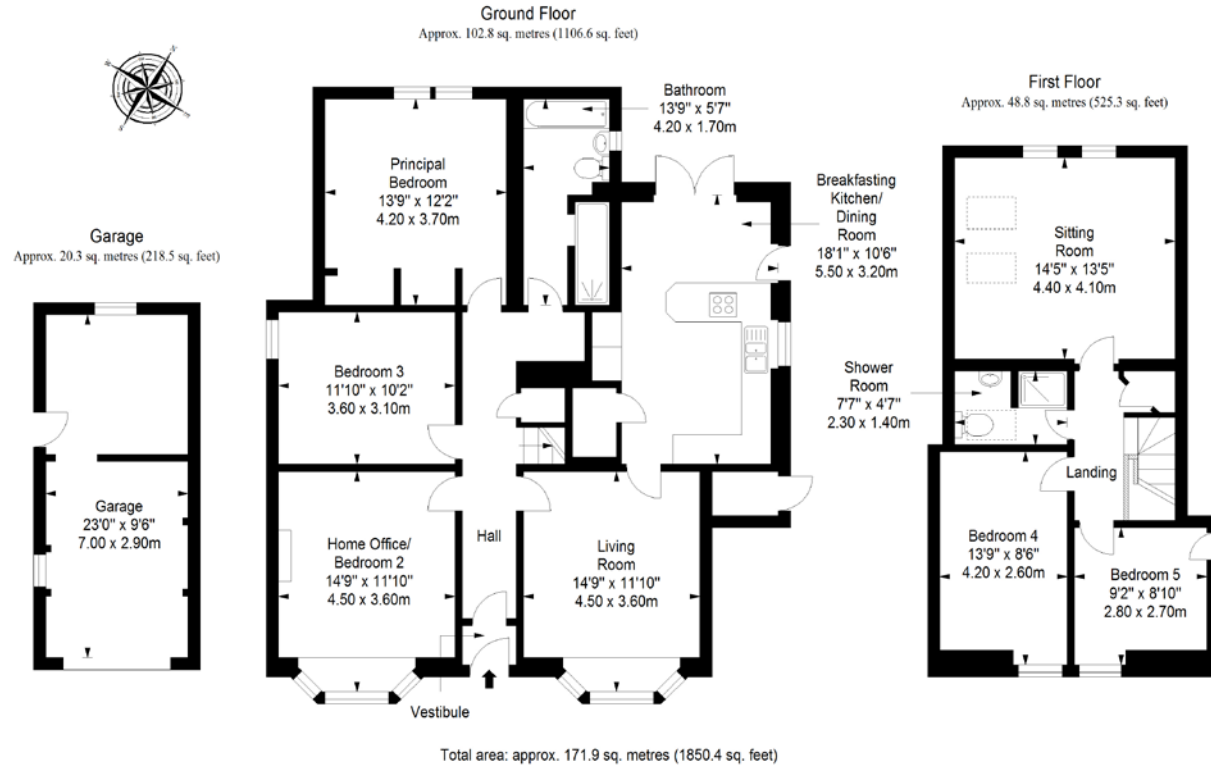 Ground Floor
Approx. 102.8 sq. metres (1106.6 sq. feet)
First Floor
Approx. 48.8 sq. metres (525.3 sq. feet)
Bathroom
13'9" x 5'7"
4.20 x 1.70m
Principal
Bedroom
13'9" x 12'2"
4.20 x 3.70m
Breakfasting
Kitchen/
Dining
Room
18'1" x 10'6"
5.50 x 3.20m
Garage
Approx. 20.3 sq. metres (218.5 sq. feet)
Sitting
Room
14'5" x 13'5"
4.40 x 4.10m
Bedroom 3
11'10" x 10'2"
3.60 x 3.10m
Shower
Room
7'7" x 4'7"
2.30 x 1.40m
Landing
Garage
23'0" x 9'6"
7.00 x 2.90m
Home Office/
Bedroom 2
14'9" x 11'10"
4.50 x 3.60m
Hall
Living
Room
14'9" x 11'10"
4.50 x 3.60m
Bedroom 4
13'9" x 8'6"
4.20 x 2.60m
Bedroom 5
9'2" x 8'10"
2.80 x 2.70m
Vestibule
Total area: approx. 171.9 sq. metres (1850.4 sq. feet)